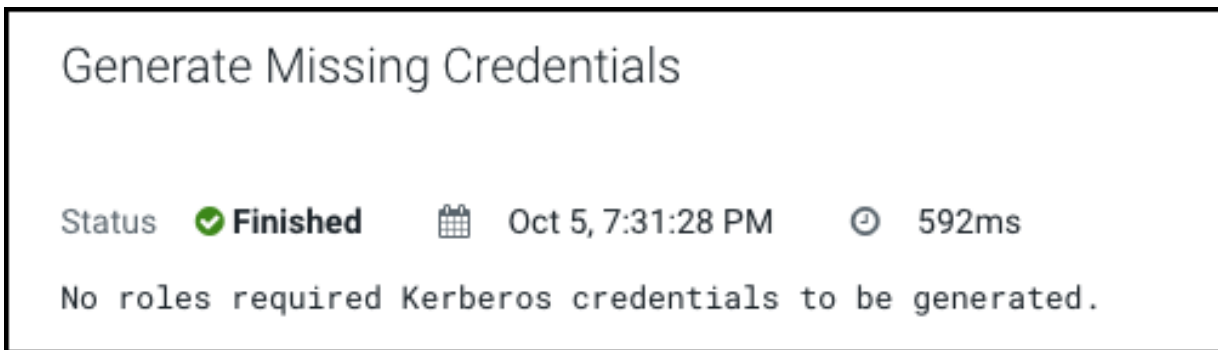 Generate Missing Credentials
Status Finished Oct 5, 7:31:28 PM 592ms
No roles required Kerberos credentials to be generated.